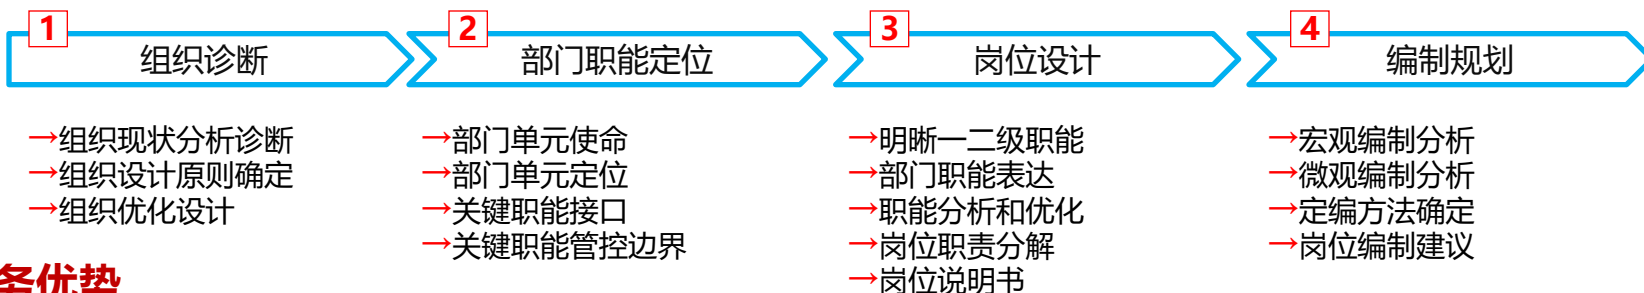 1
组织诊断
→组织现状分析诊断
→组织设计原则确定
→组织优化设计
2
部门职能定位
→部门单元使命
→部门单元定位
→关键职能接口
→关键职能管控边界
3
岗位设计
→明晰一二级职能
→部门职能表达
→职能分析和优化
→岗位职责分解
→岗位说明书
4
编制规划
→宏观编制分析
→微观编制分析
→定编方法确定
→岗位编制建议
务优势